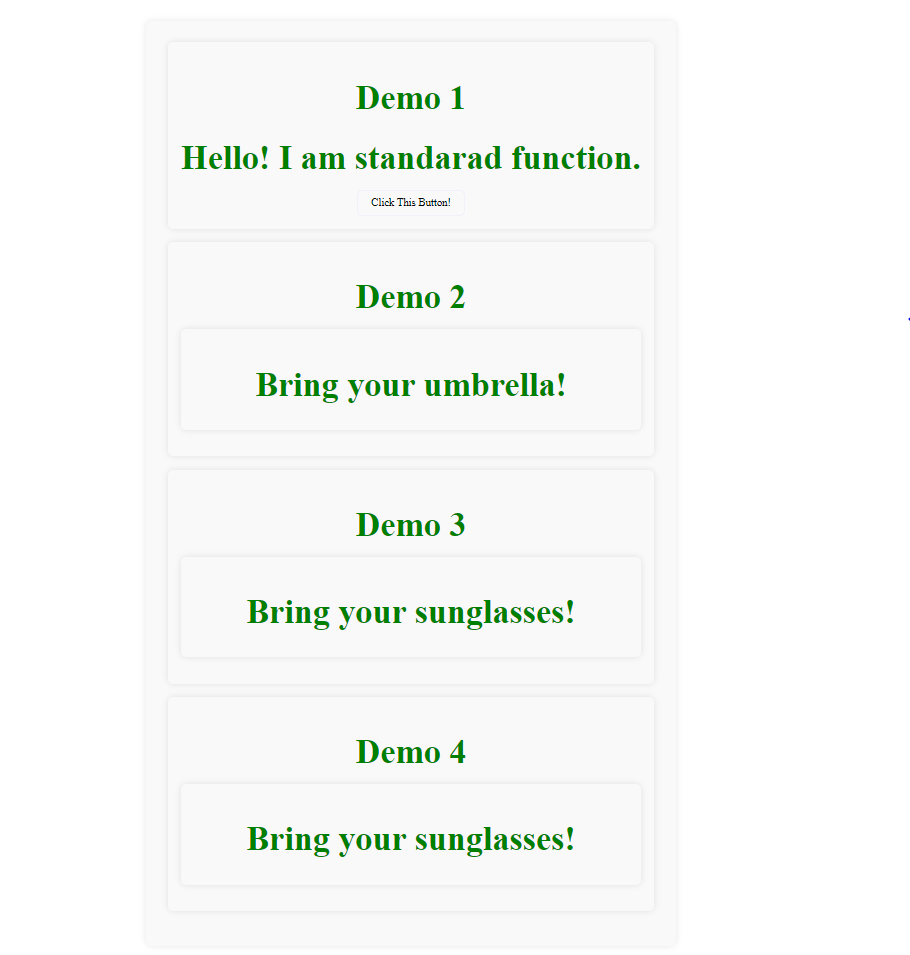 Demo 1
Hello! I am standarad function.
Click This Button!
Demo 2
Bring your umbrella!
Demo 3
Bring your sunglasses!
Demo 4
Bring your sunglasses!